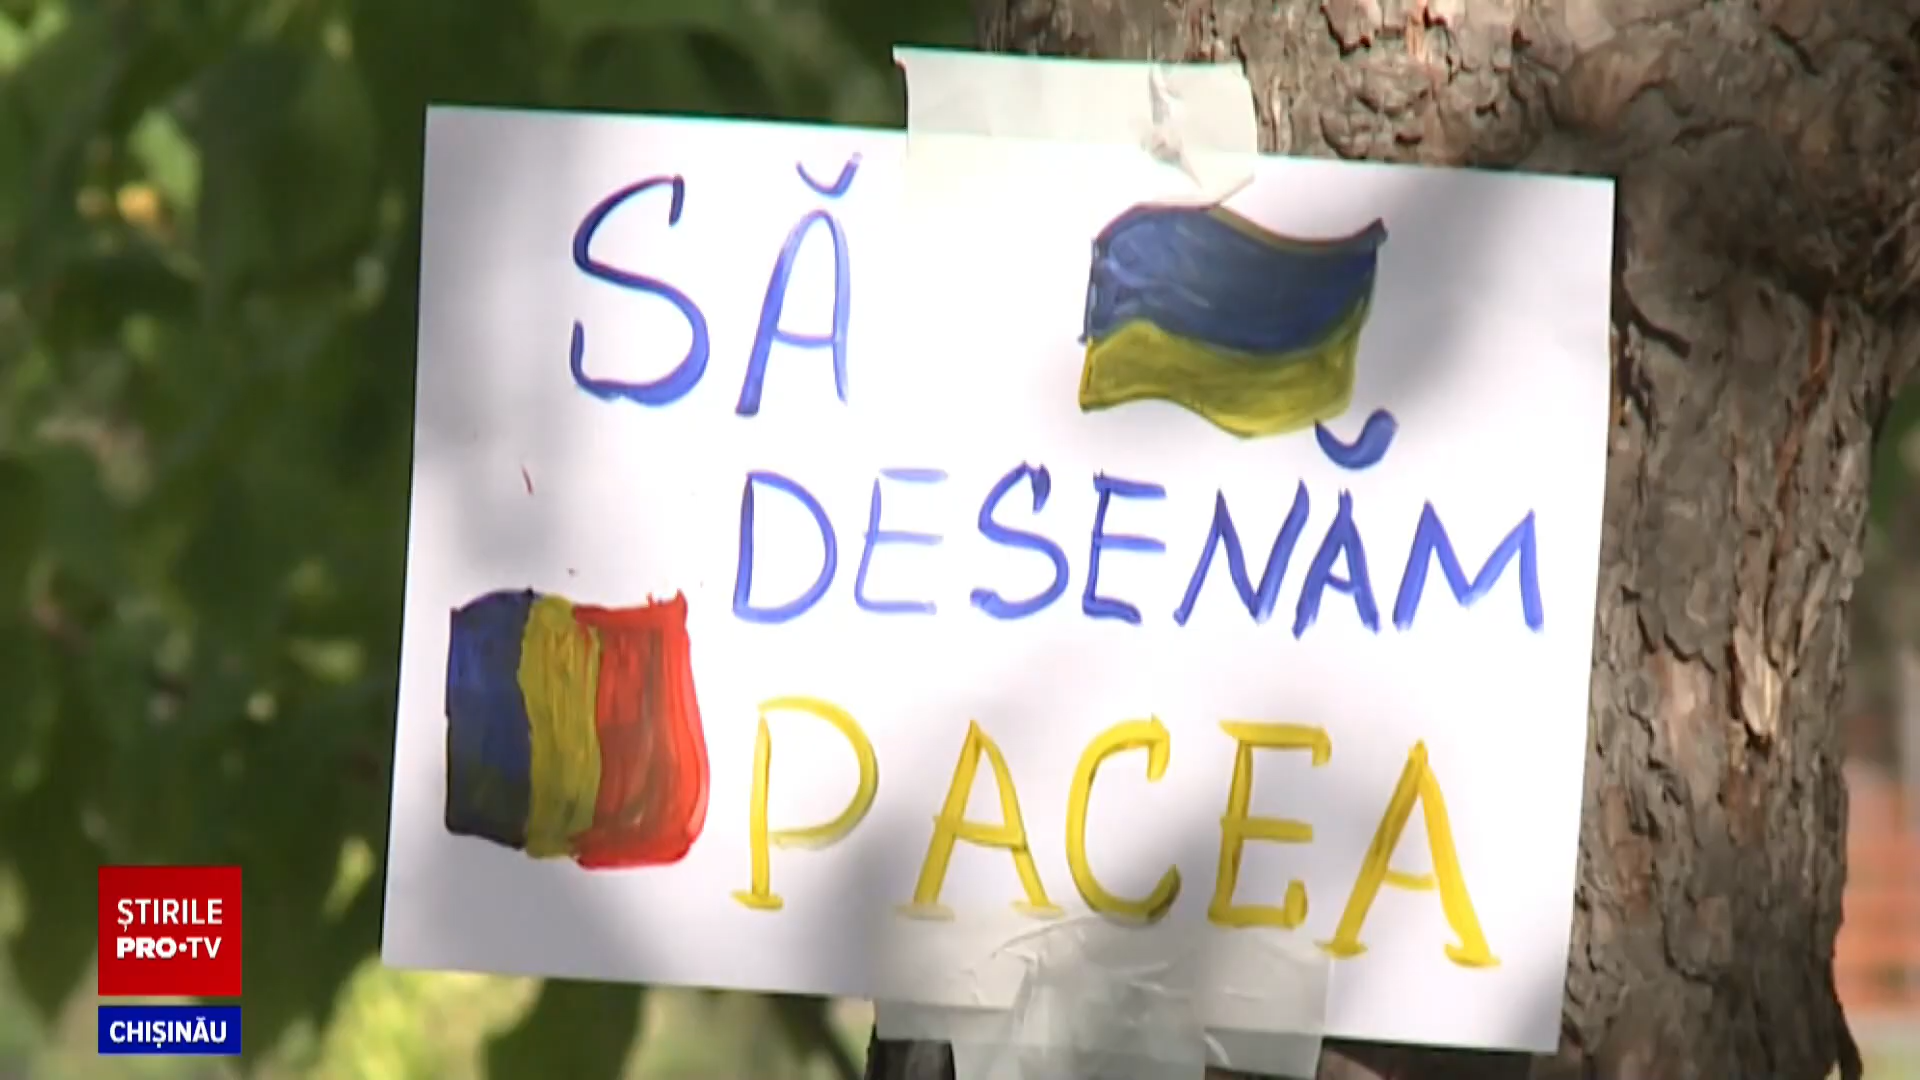 SĂ
DESENĂM
PACEA
ȘTIRILE
PRO•TV
CHIȘINĂU